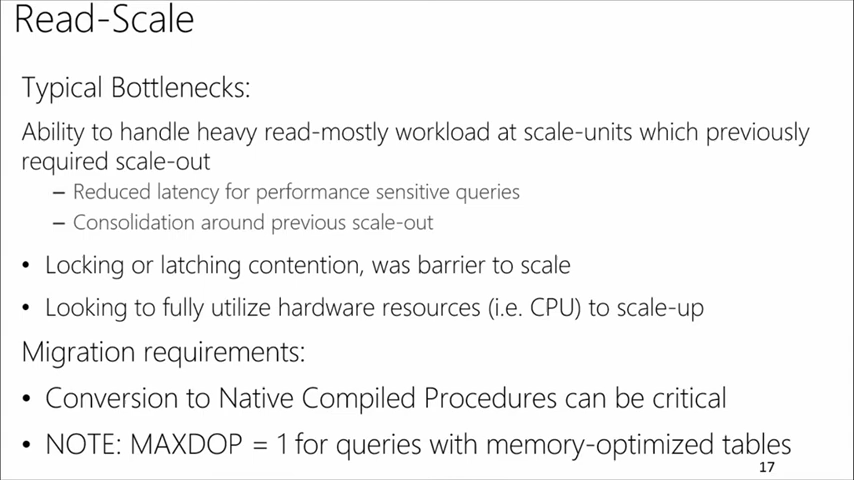 Read-Scale
Typical Bottlenecks:
Ability to handle heavy read-mostly workload at scale-units which previously
required scale-out
– Reduced latency for performance sensitive queries
– Consolidation around previous scale-out
• Locking or latching contention, was barrier to scale
• Looking to fully utilize hardware resources (i.e. CPU) to scale-up
Migration requirements:
• Conversion to Native Compiled Procedures can be critical
• NOTE: MAXDOP = 1 for queries with memory-optimized tables
17